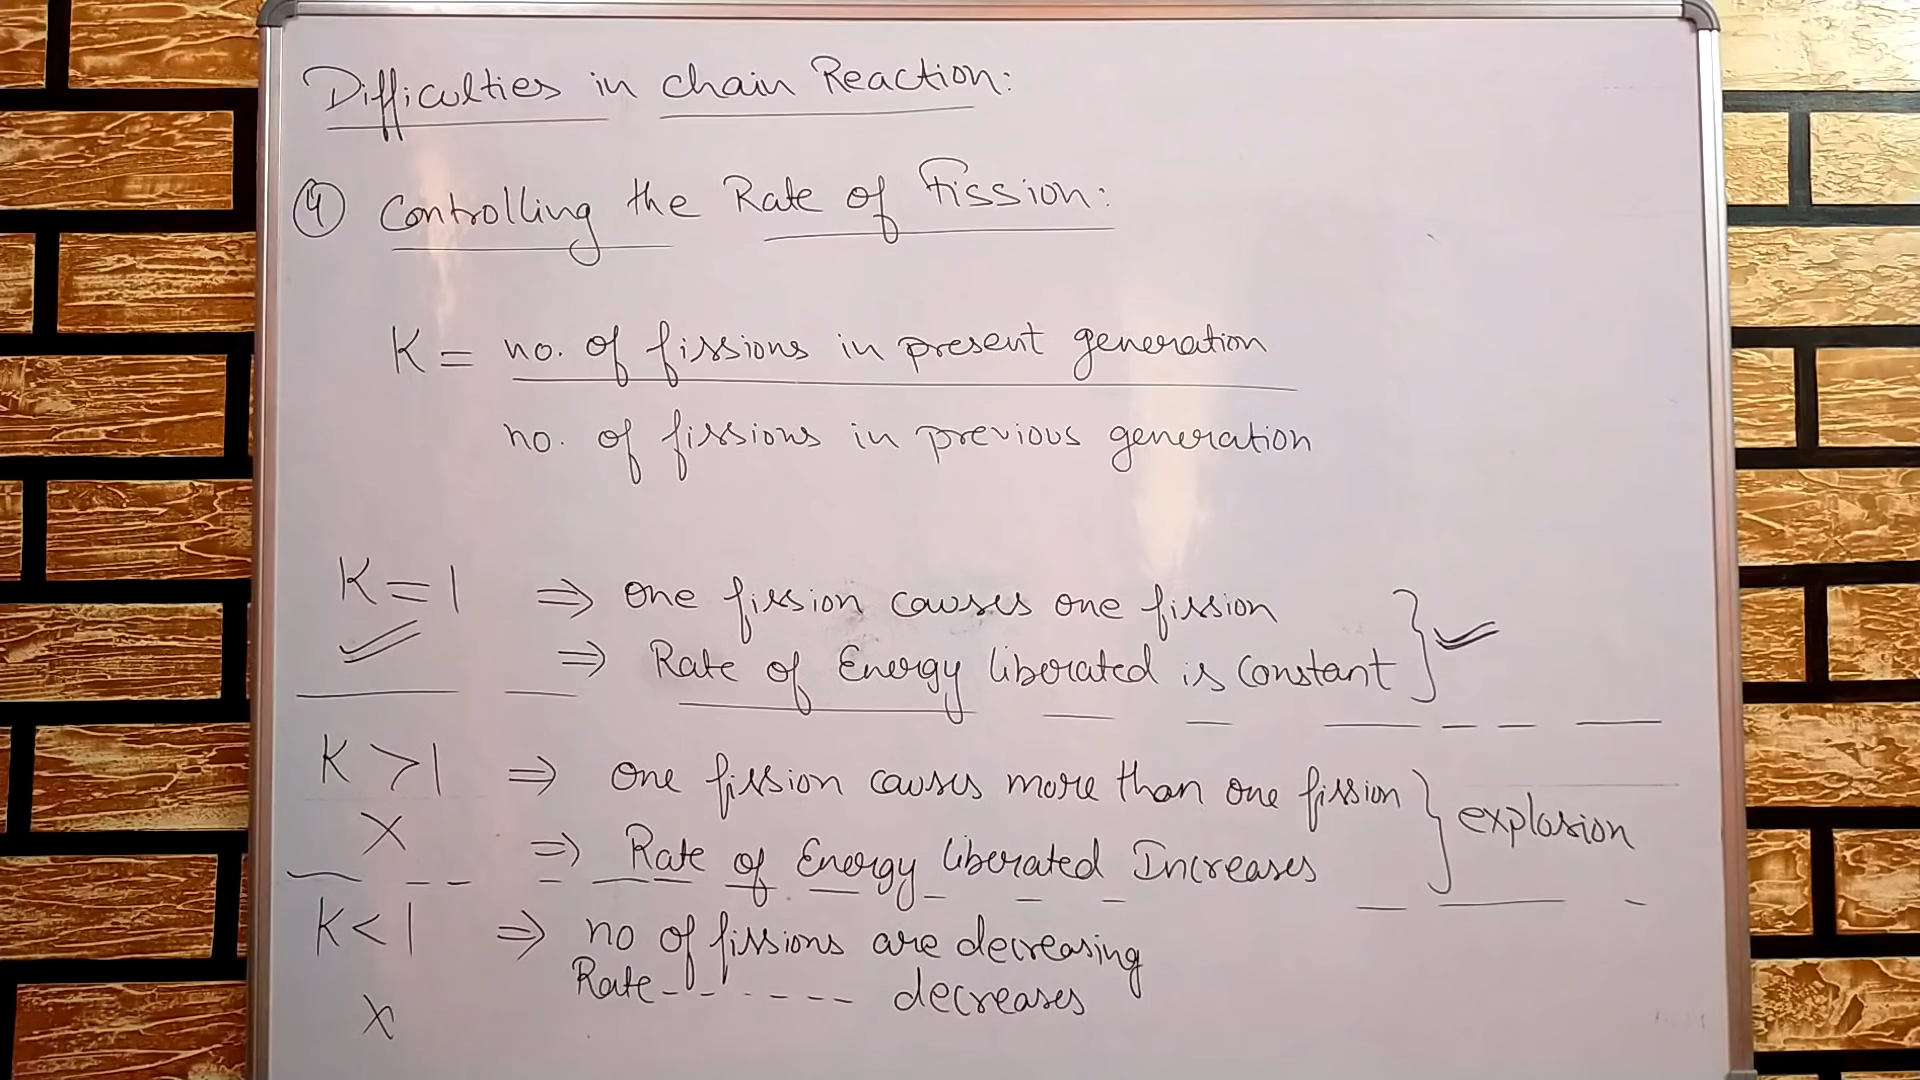 Difficulties in chain Reaction:
④ Controlling the Rate of Fission:
K = no. of fissions in present generation
no. of fissions in previous generation
K = 1 ⇒ one fission causes one fission
⇒ Rate of Energy liberated is constant
K > 1 ⇒ one fission causes more than one fission
explosion
⇒ Rate of Energy liberated Increases
K < 1 ⇒ no of fissions are decreasing
Rate - - - - - - decreases